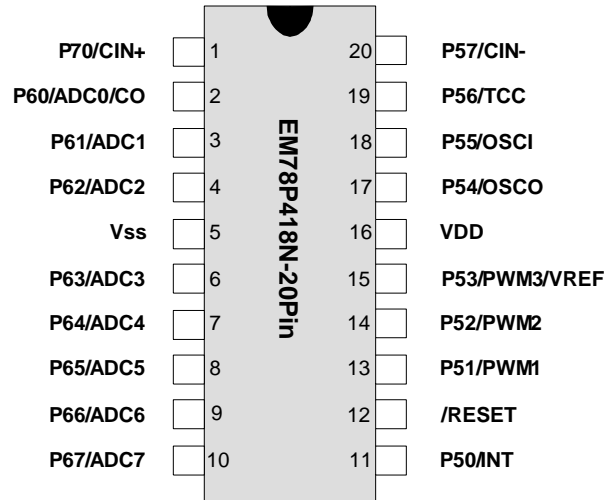 P70/CIN+ 1 20 P57/CIN-
P60/ADC0/CO 2 19 P56/TCC
P61/ADC1 3 18 P55/OSCI
P62/ADC2 4 17 P54/OSCO
Vss 5 16 VDD
P63/ADC3 6 15 P53/PWM3/VREF
P64/ADC4 7 14 P52/PWM2
P65/ADC5 8 13 P51/PWM1
P66/ADC6 9 12 /RESET
P67/ADC7 10 11 P50/INT
EM78P418N-20Pin